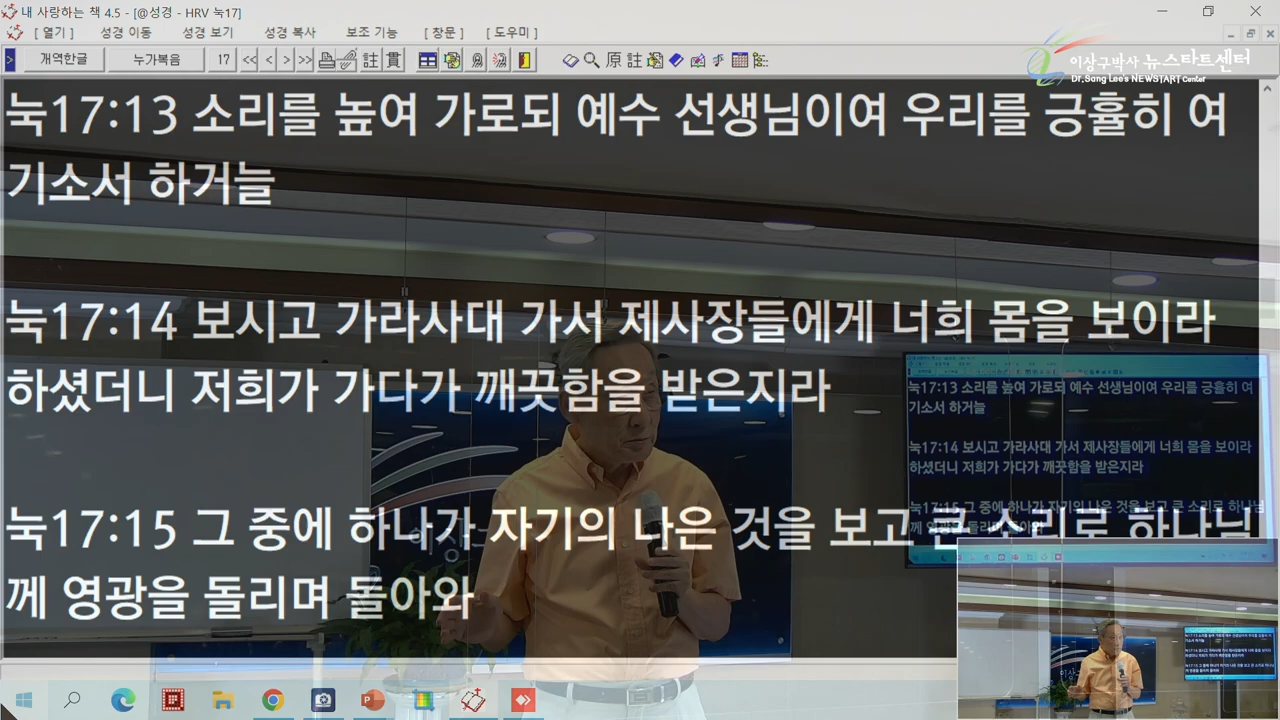 내 사랑하는 책 4.5 - [@성경 - HRV 눅17]
[ 열기 ] 성경 이동 성경 보기 성경 복사 보조 기능 [ 창문 ] [ 도우미 ]
개역한글 누가복음 17 << < > >> 註 貫 原 註
이상구박사 뉴스타트센터
Dr. Sang Lee's NEWSTART Center
눅17:13 소리를 높여 가로되 예수 선생님이여 우리를 긍휼히 여
기소서 하거늘
눅17:14 보시고 가라사대 가서 제사장들에게 너희 몸을 보이라
하셨더니 저희가 가다가 깨끗함을 받은지라
눅17:15 그 중에 하나가 자기의 나은 것을 보고 큰 소리로 하나님
께 영광을 돌리며 돌아와
눅17:13 소리를 높여 가로되 예수 선생님이여 우리를 긍휼히 여
기소서 하거늘
눅17:14 보시고 가라사대 가서 제사장들에게 너희 몸을 보이라
하셨더니 저희가 가다가 깨끗함을 받은지라